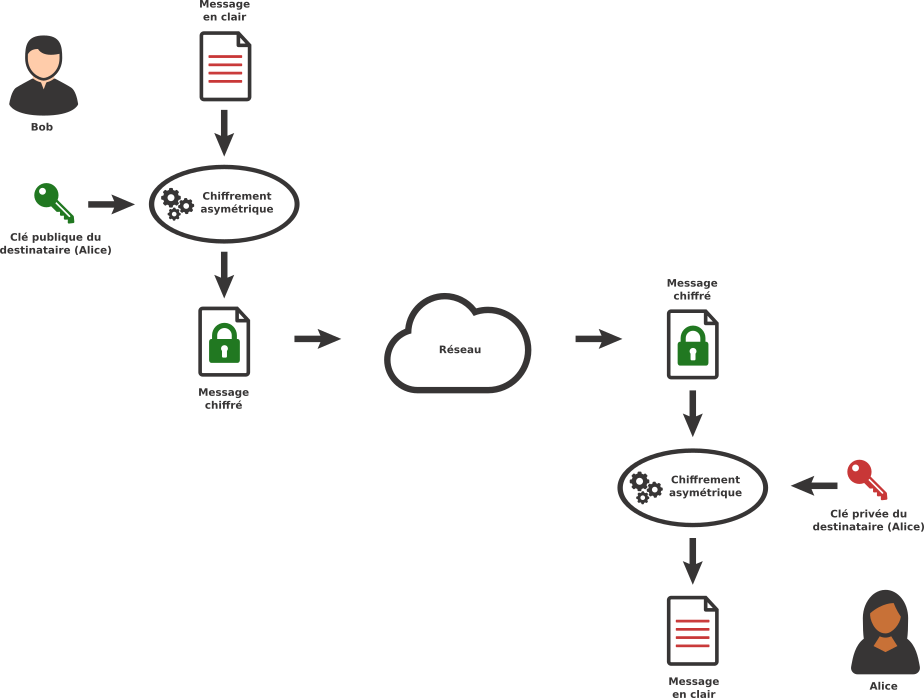 Message
en clair
Bob
Chiffrement
asymétrique
Clé publique du
destinataire (Alice)
Message
chiffré
Réseau
Message
chiffré
Chiffrement
asymétrique
Clé privée du
destinataire (Alice)
Message
en clair
Alice